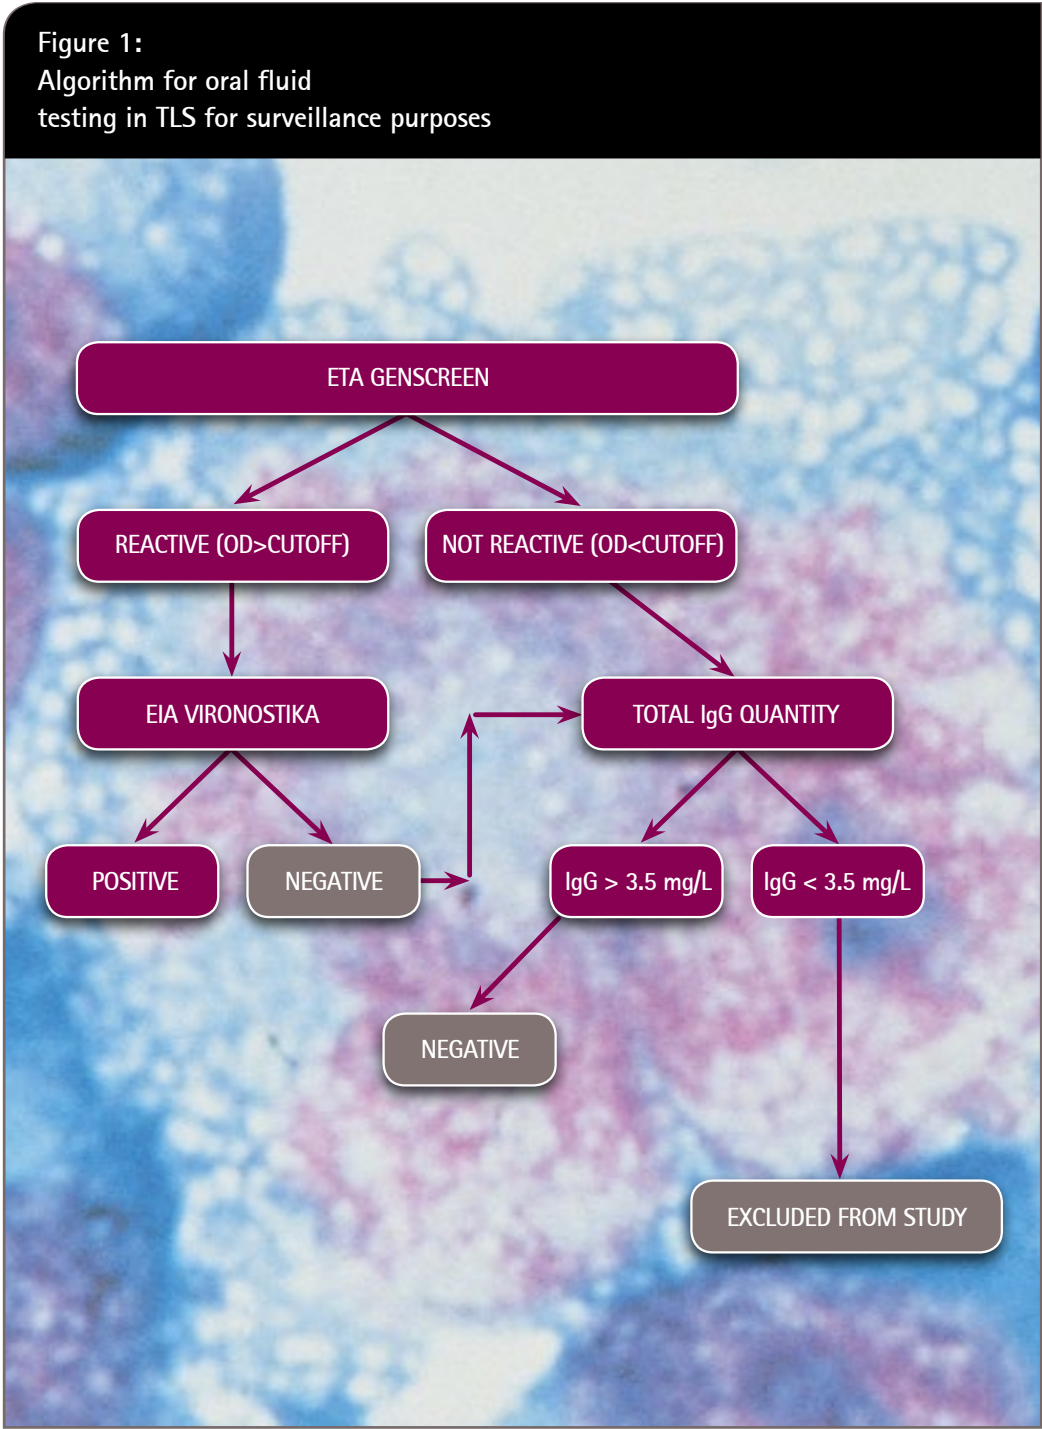 Figure 1:
Algorithm for oral fluid
testing in TLS for surveillance purposes
ETA GENSCREEN
REACTIVE (OD>CUTOFF)
NOT REACTIVE (OD<CUTOFF)
EIA VIRONOSTIKA
TOTAL IgG QUANTITY
POSITIVE
NEGATIVE
IgG > 3.5 mg/L
IgG < 3.5 mg/L
NEGATIVE
EXCLUDED FROM STUDY